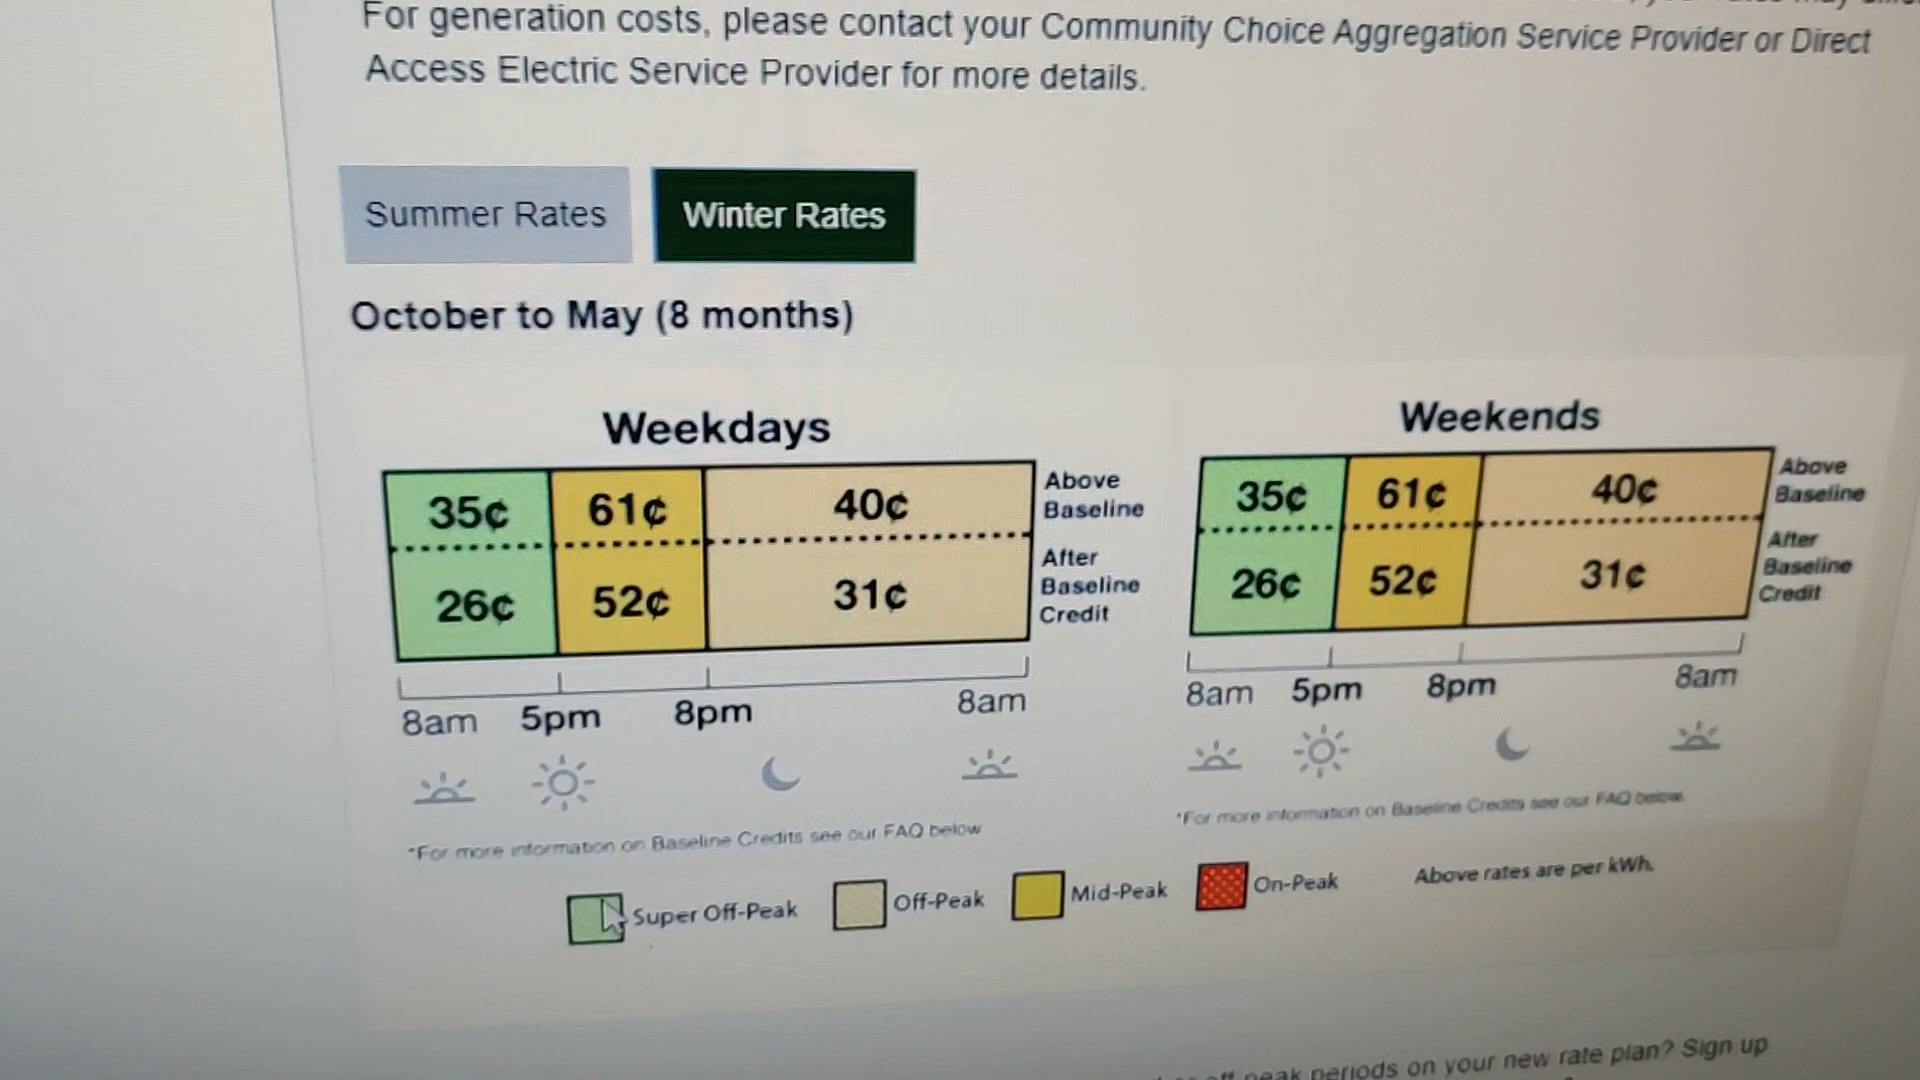 For generation costs, please contact your Community Choice Aggregation Service Provider or Direct
Access Electric Service Provider for more details.
Summer Rates
Winter Rates
October to May (8 months)
Weekdays
35¢ 61¢ 40¢
Above
Baseline
26¢ 52¢ 31¢
After
Baseline
Credit
8am 5pm 8pm 8am
*For more information on Baseline Credits see our FAQ below
Weekends
35¢ 61¢ 40¢
Above
Baseline
26¢ 52¢ 31¢
After
Baseline
Credit
8am 5pm 8pm 8am
*For more information on Baseline Credits see our FAQ below.
Super Off-Peak
Off-Peak
Mid-Peak
On-Peak
Above rates are per kWh.
peak periods on your new rate plan? Sign up